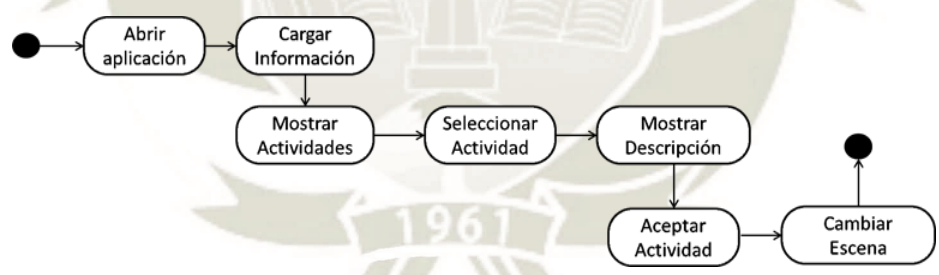 Abrir
aplicación
Cargar
Información
Mostrar
Actividades
Seleccionar
Actividad
Mostrar
Descripción
Aceptar
Actividad
Cambiar
Escena
1961